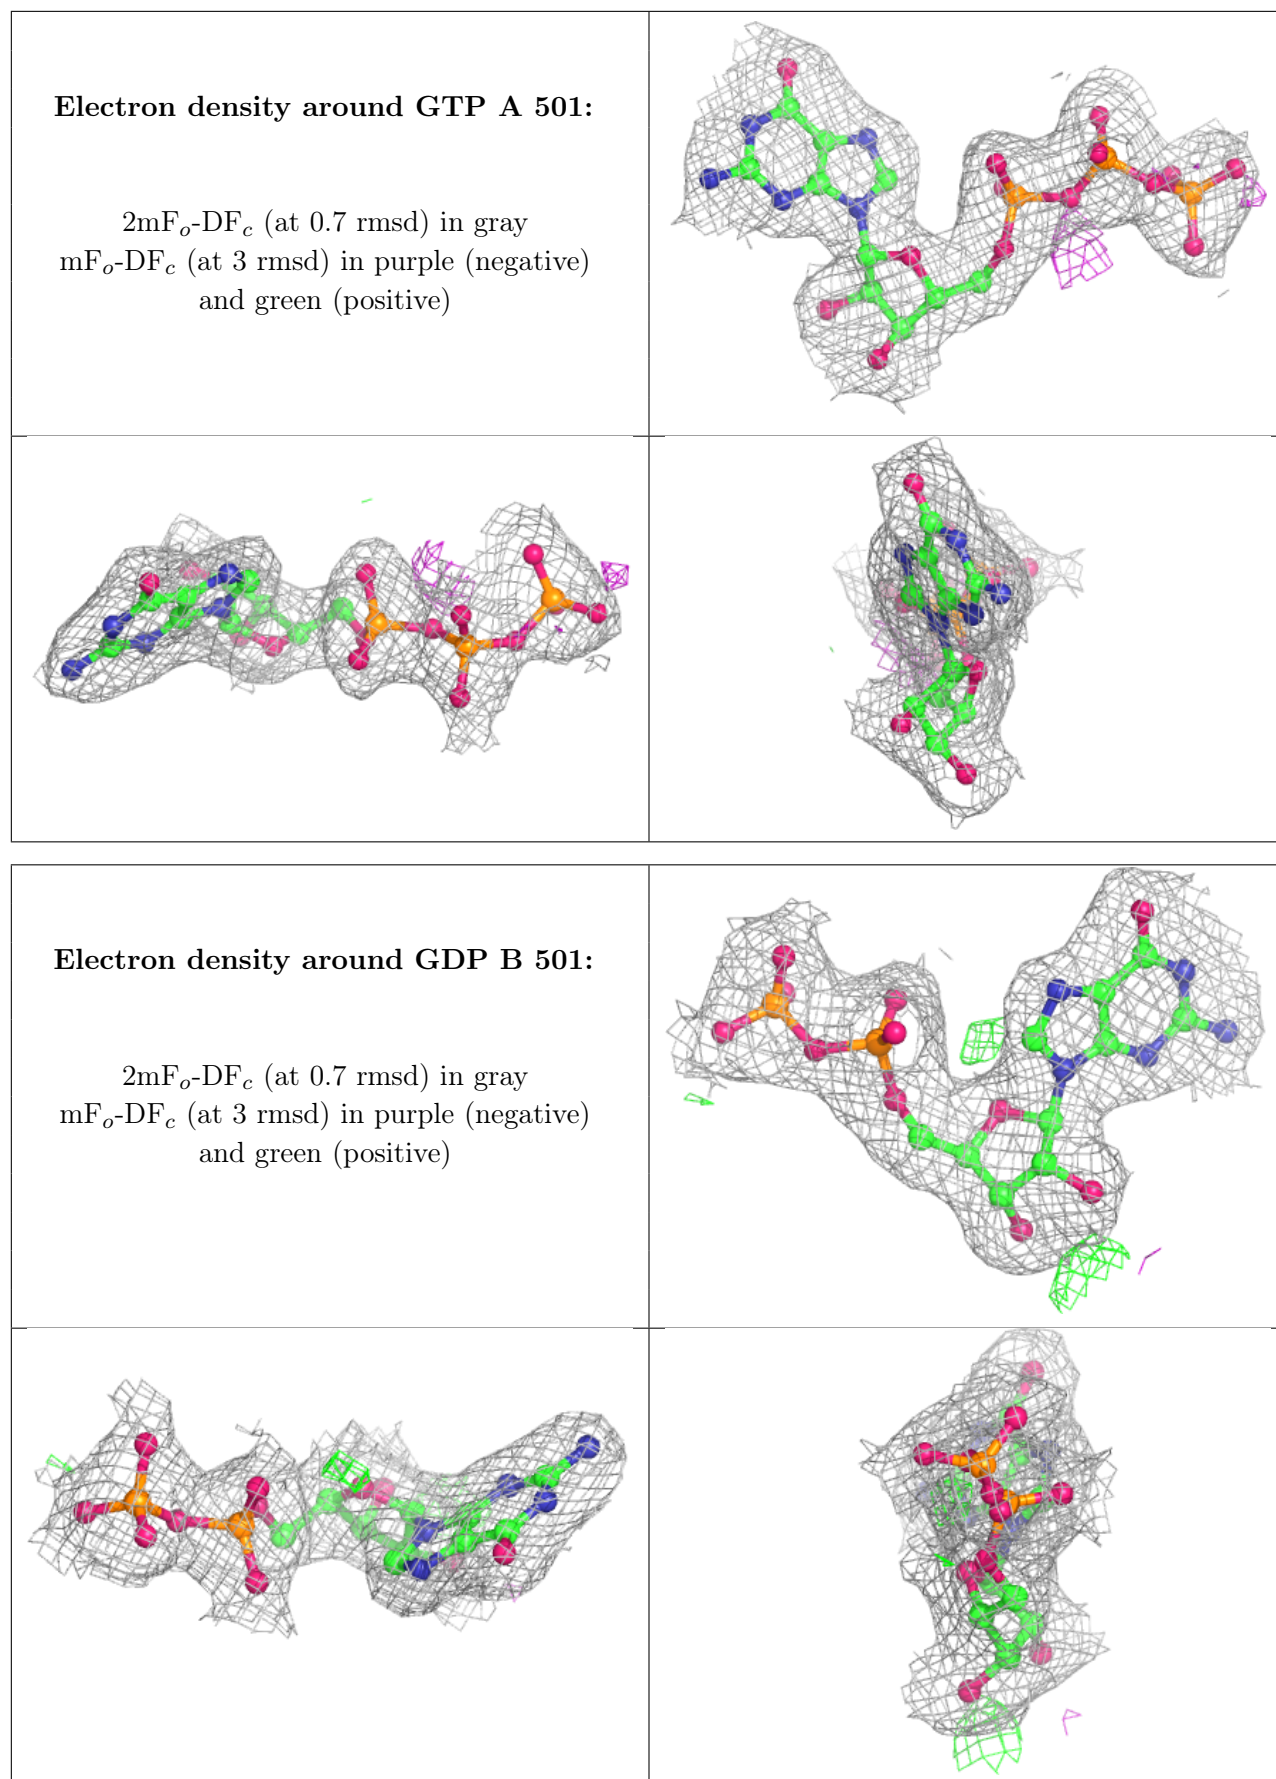 Electron density around GTP A 501:
2mFₒ-DF𝒸 (at 0.7 rmsd) in gray
mFₒ-DF𝒸 (at 3 rmsd) in purple (negative)
and green (positive)
Electron density around GDP B 501:
2mFₒ-DF𝒸 (at 0.7 rmsd) in gray
mFₒ-DF𝒸 (at 3 rmsd) in purple (negative)
and green (positive)